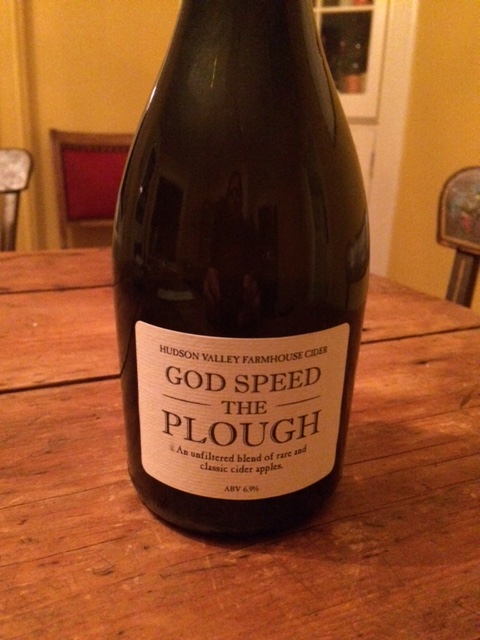 HUDSON VALLEY FARMHOUSE CIDER
GOD SPEED
THE
PLOUGH
An unfiltered blend of rare and
classic cider apples.
ABV 6.9%